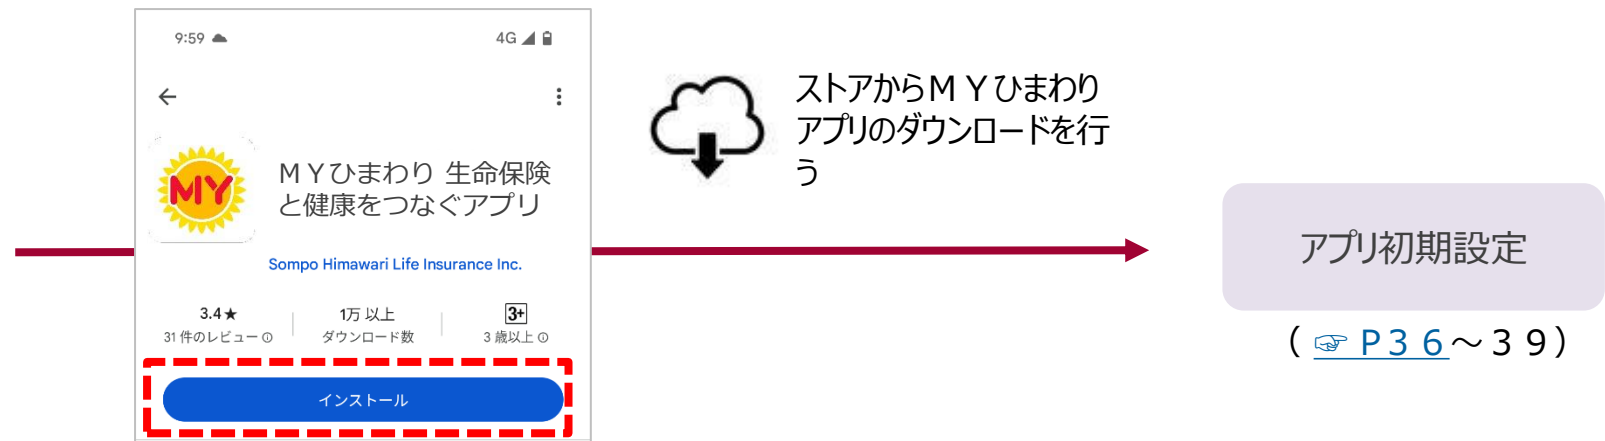 9:59
4G
MY
ＭＹひまわり 生命保険
と健康をつなぐアプリ
Sompo Himawari Life Insurance Inc.
3.4★
31 件のレビュー
1万 以上
ダウンロード数
3+
3 歳以上
インストール
ストアからＭＹひまわり
アプリのダウンロードを行
う
アプリ初期設定
（☞Ｐ３６～３９）